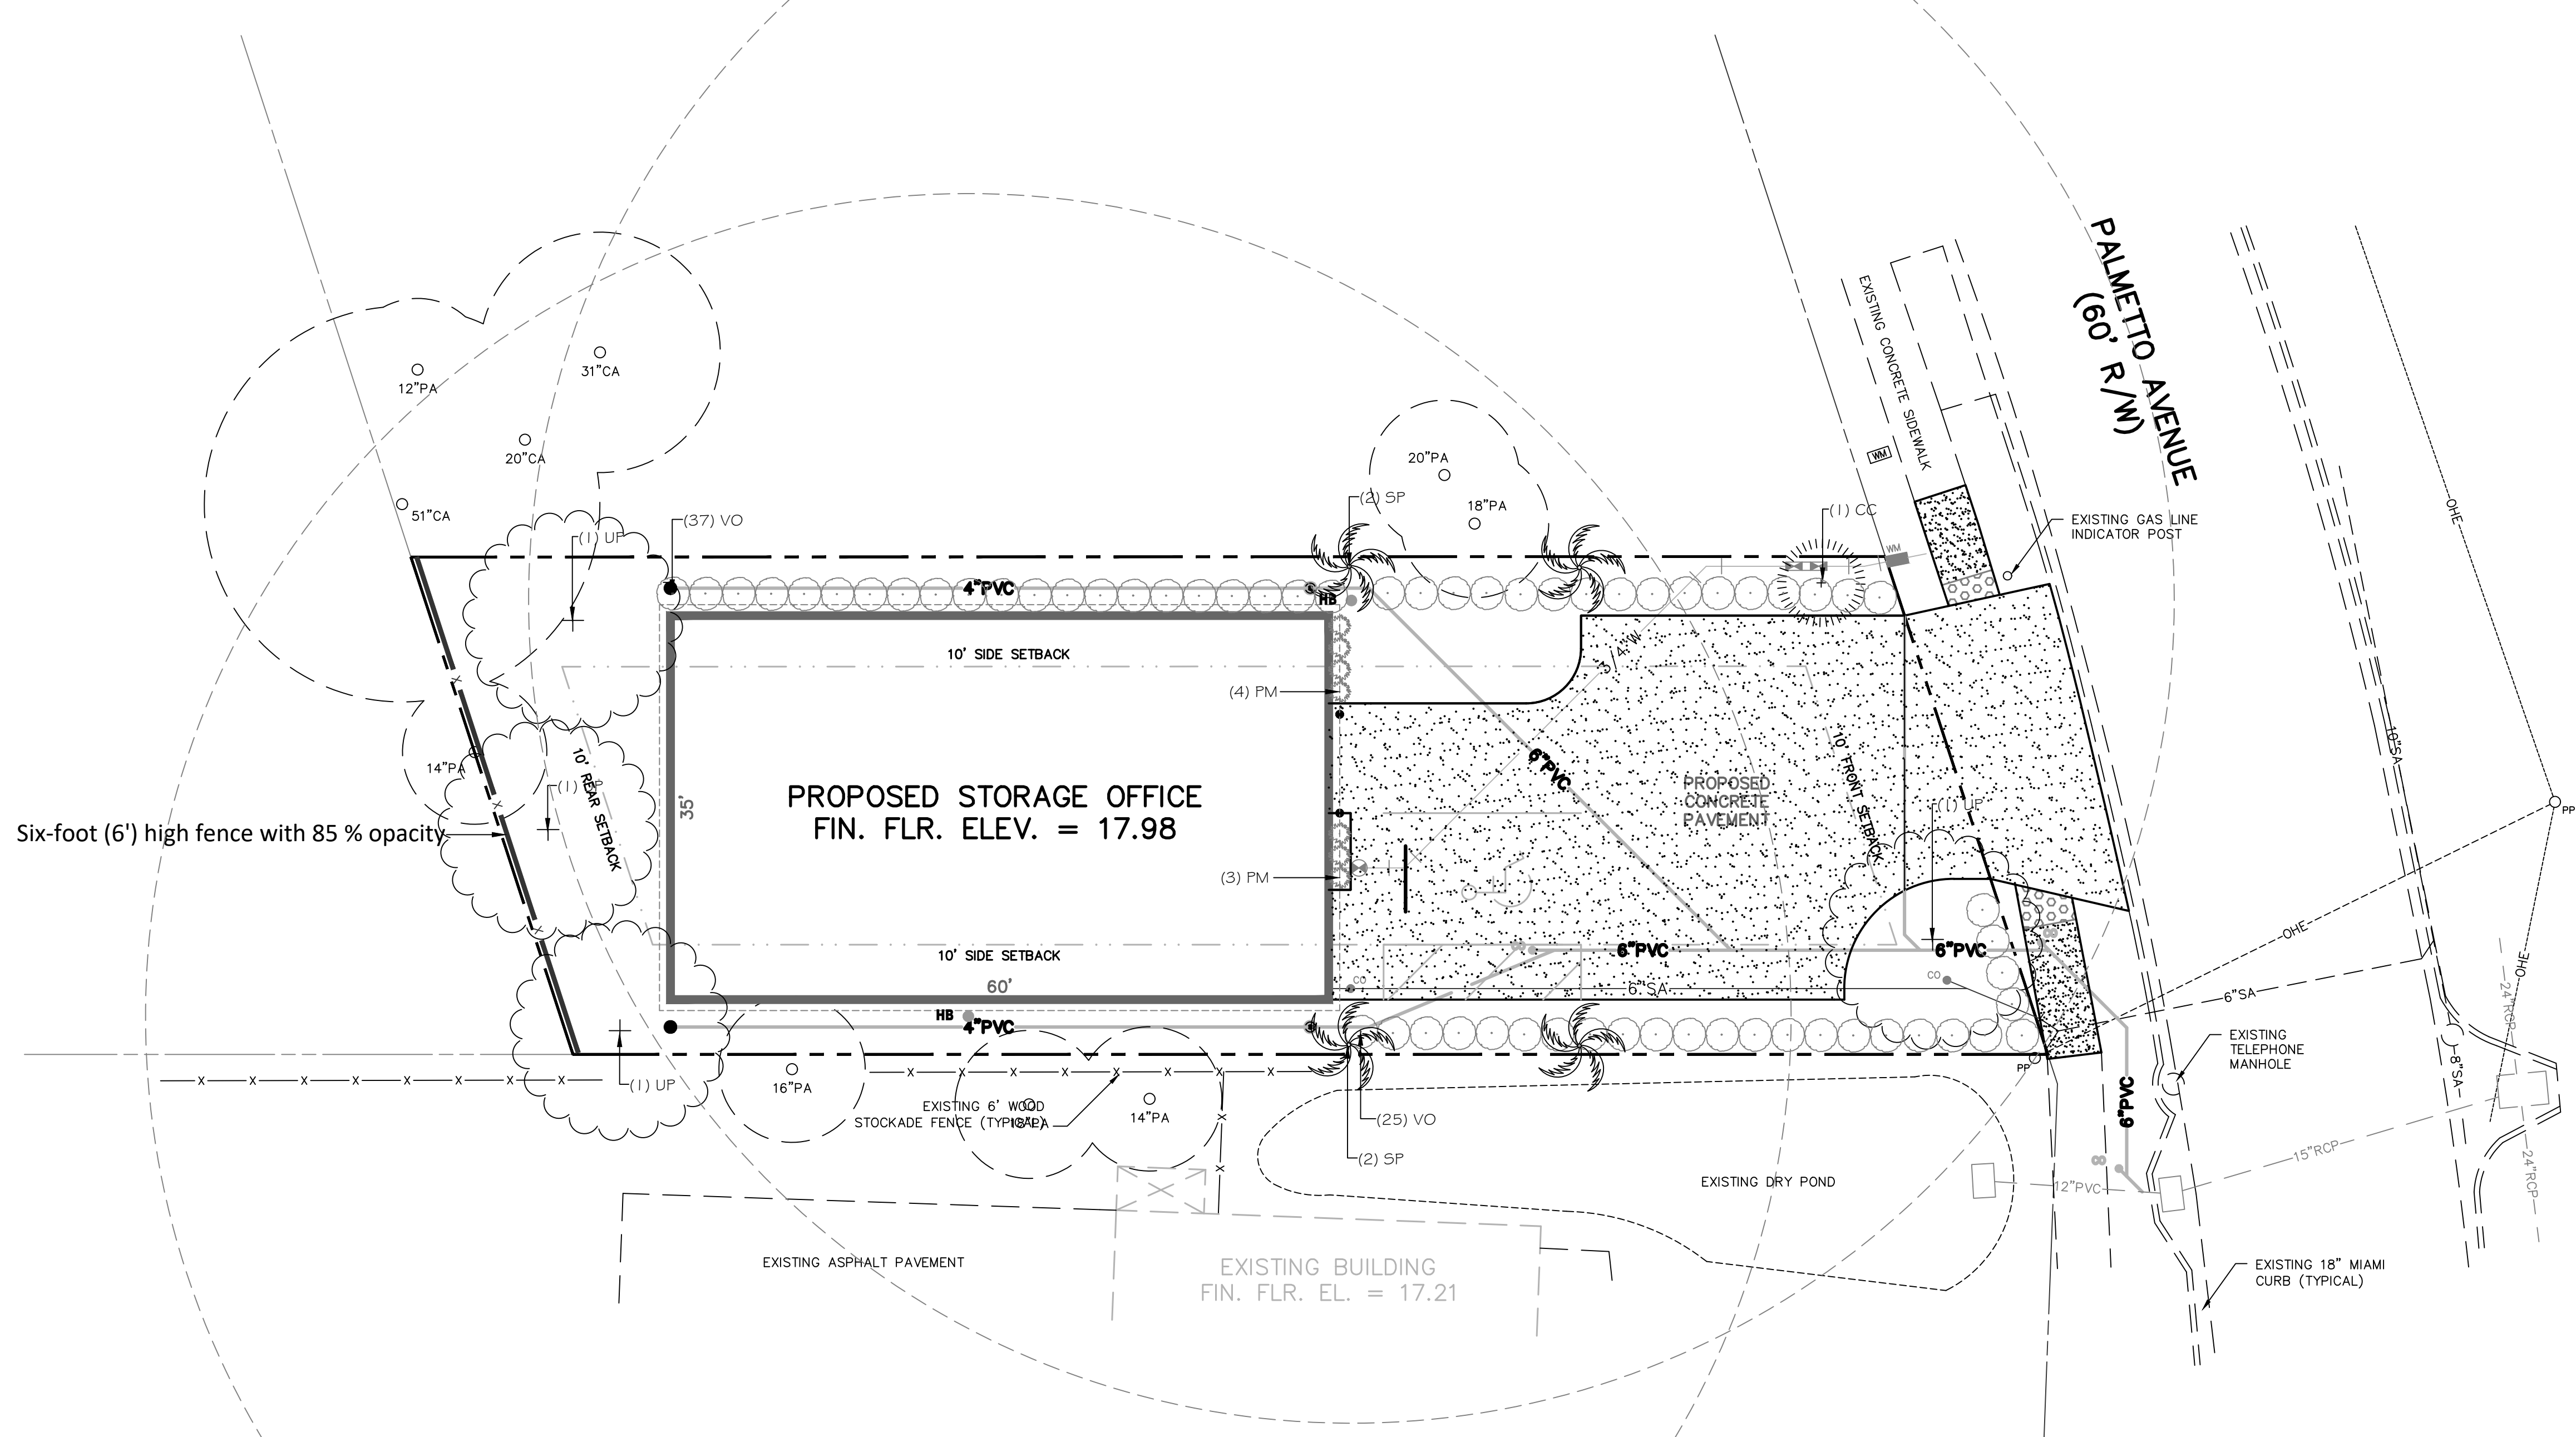 PALMETTO AVENUE
(60' R/W)
EXISTING CONCRETE SIDEWALK
WM
12"PA
31"CA
20"CA
51"CA
14"PA
20"PA
18"PA
(2) SP
(1) CC
(37) VO
(1) UP
EXISTING GAS LINE
INDICATOR POST
OHE
WM
4"PVC
HB
10' SIDE SETBACK
3/4"W
(4) PM
10' REAR SETBACK
(1)
35'
PROPOSED STORAGE OFFICE
FIN. FLR. ELEV. = 17.98
6"PVC
PROPOSED
CONCRETE
PAVEMENT
10' FRONT SETBACK
(1) UP
10"SA
PP
Six-foot (6') high fence with 85 % opacity
(3) PM
10' SIDE SETBACK
60'
6"PVC
6"PVC
CO
CO
6"SA
OHE
OHE
6"SA
HB
4"PVC
(1) UP
16"PA
EXISTING 6' WOOD
STOCKADE FENCE (TYPICAL)
18"PA
14"PA
(25) VO
(2) SP
PP
EXISTING
TELEPHONE
MANHOLE
6"PVC
8"SA
24"RCP
24"RCP
15"RCP
12"PVC
EXISTING DRY POND
EXISTING ASPHALT PAVEMENT
EXISTING BUILDING
FIN. FLR. EL. = 17.21
EXISTING 18" MIAMI
CURB (TYPICAL)